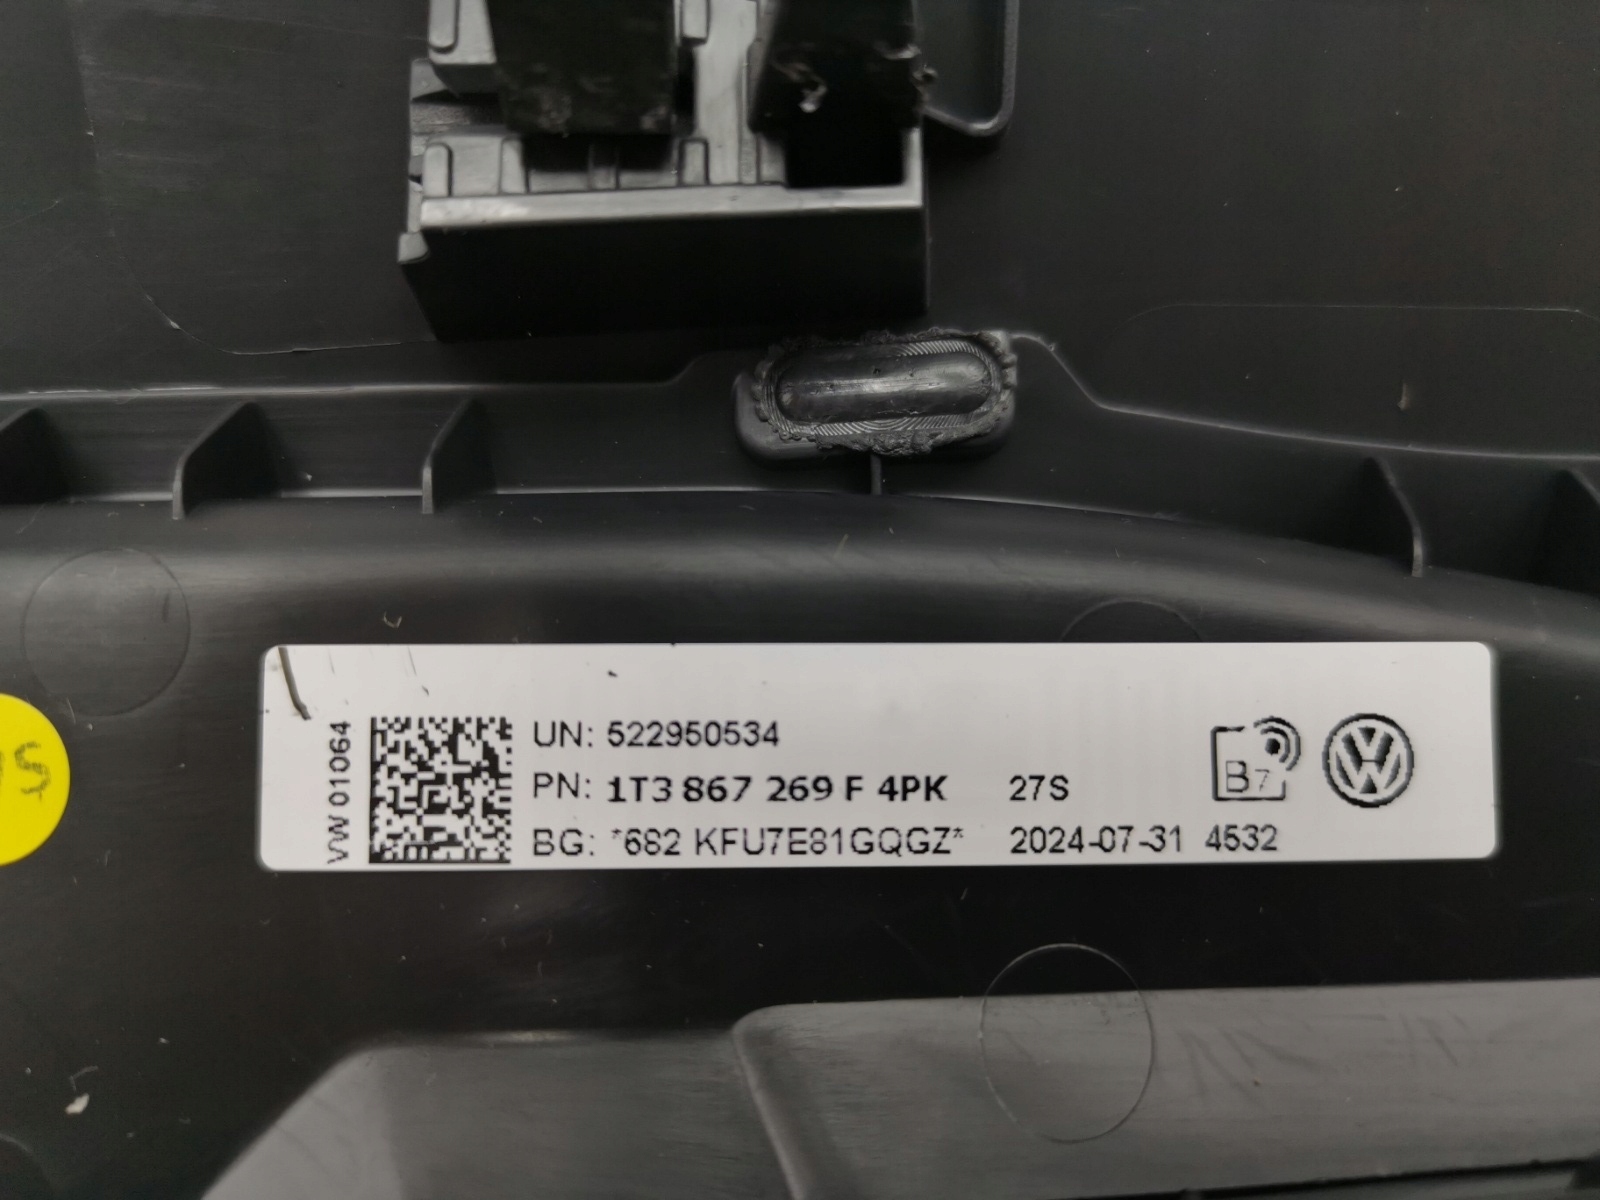 VW 01064
UN: 522950534
PN: 1T3 867 269 F 4PK 27S
BG: *682 KFU7E81GQGZ* 2024-07-31 4532
B7